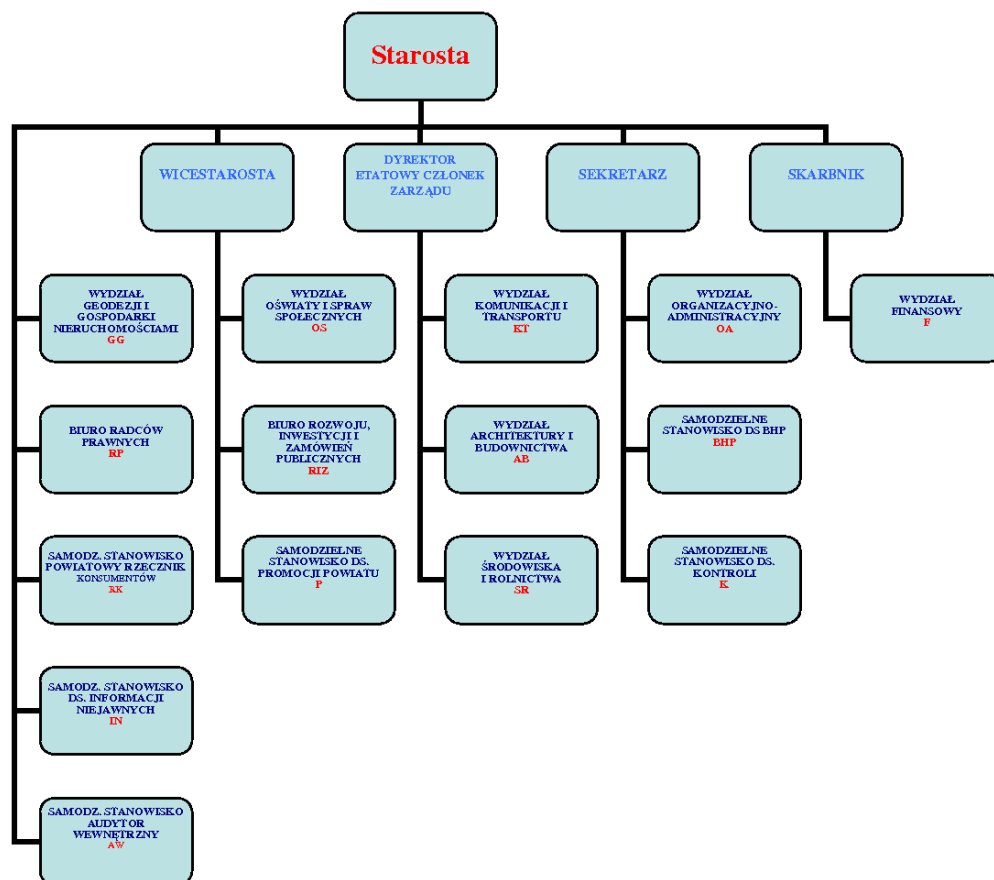 Starosta
WICESTAROSTA
DYREKTOR
ETATOWY CZŁONEK
ZARZĄDU
SEKRETARZ
SKARBNIK
WYDZIAŁ
GEODEZJI I
GOSPODARKI
NIERUCHOMOŚCIAMI
GG
WYDZIAŁ
OŚWIATY I SPRAW
SPOŁECZNYCH
OS
WYDZIAŁ
KOMUNIKACJI I
TRANSPORTU
KT
WYDZIAŁ
ORGANIZACYJNO-
ADMINISTRACYJNY
OA
WYDZIAŁ
FINANSOWY
F
BIURO RADCÓW
PRAWNYCH
RP
BIURO ROZWOJU,
INWESTYCJI I
ZAMÓWIEŃ
PUBLICZNYCH
RIZ
WYDZIAŁ
ARCHITEKTURY I
BUDOWNICTWA
AB
SAMODZIELNE
STANOWISKO DS BHP
BHP
SAMODZ. STANOWISKO
POWIATOWY RZECZNIK
KONSUMENTÓW
RK
SAMODZIELNE
STANOWISKO DS.
PROMOCJI POWIATU
P
WYDZIAŁ
ŚRODOWISKA
I ROLNICTWA
SR
SAMODZIELNE
STANOWISKO DS.
KONTROLI
K
SAMODZ. STANOWISKO
DS. INFORMACJI
NIEJAWNYCH
IN
SAMODZ. STANOWISKO
AUDYTOR
WEWNĘTRZNY
AW